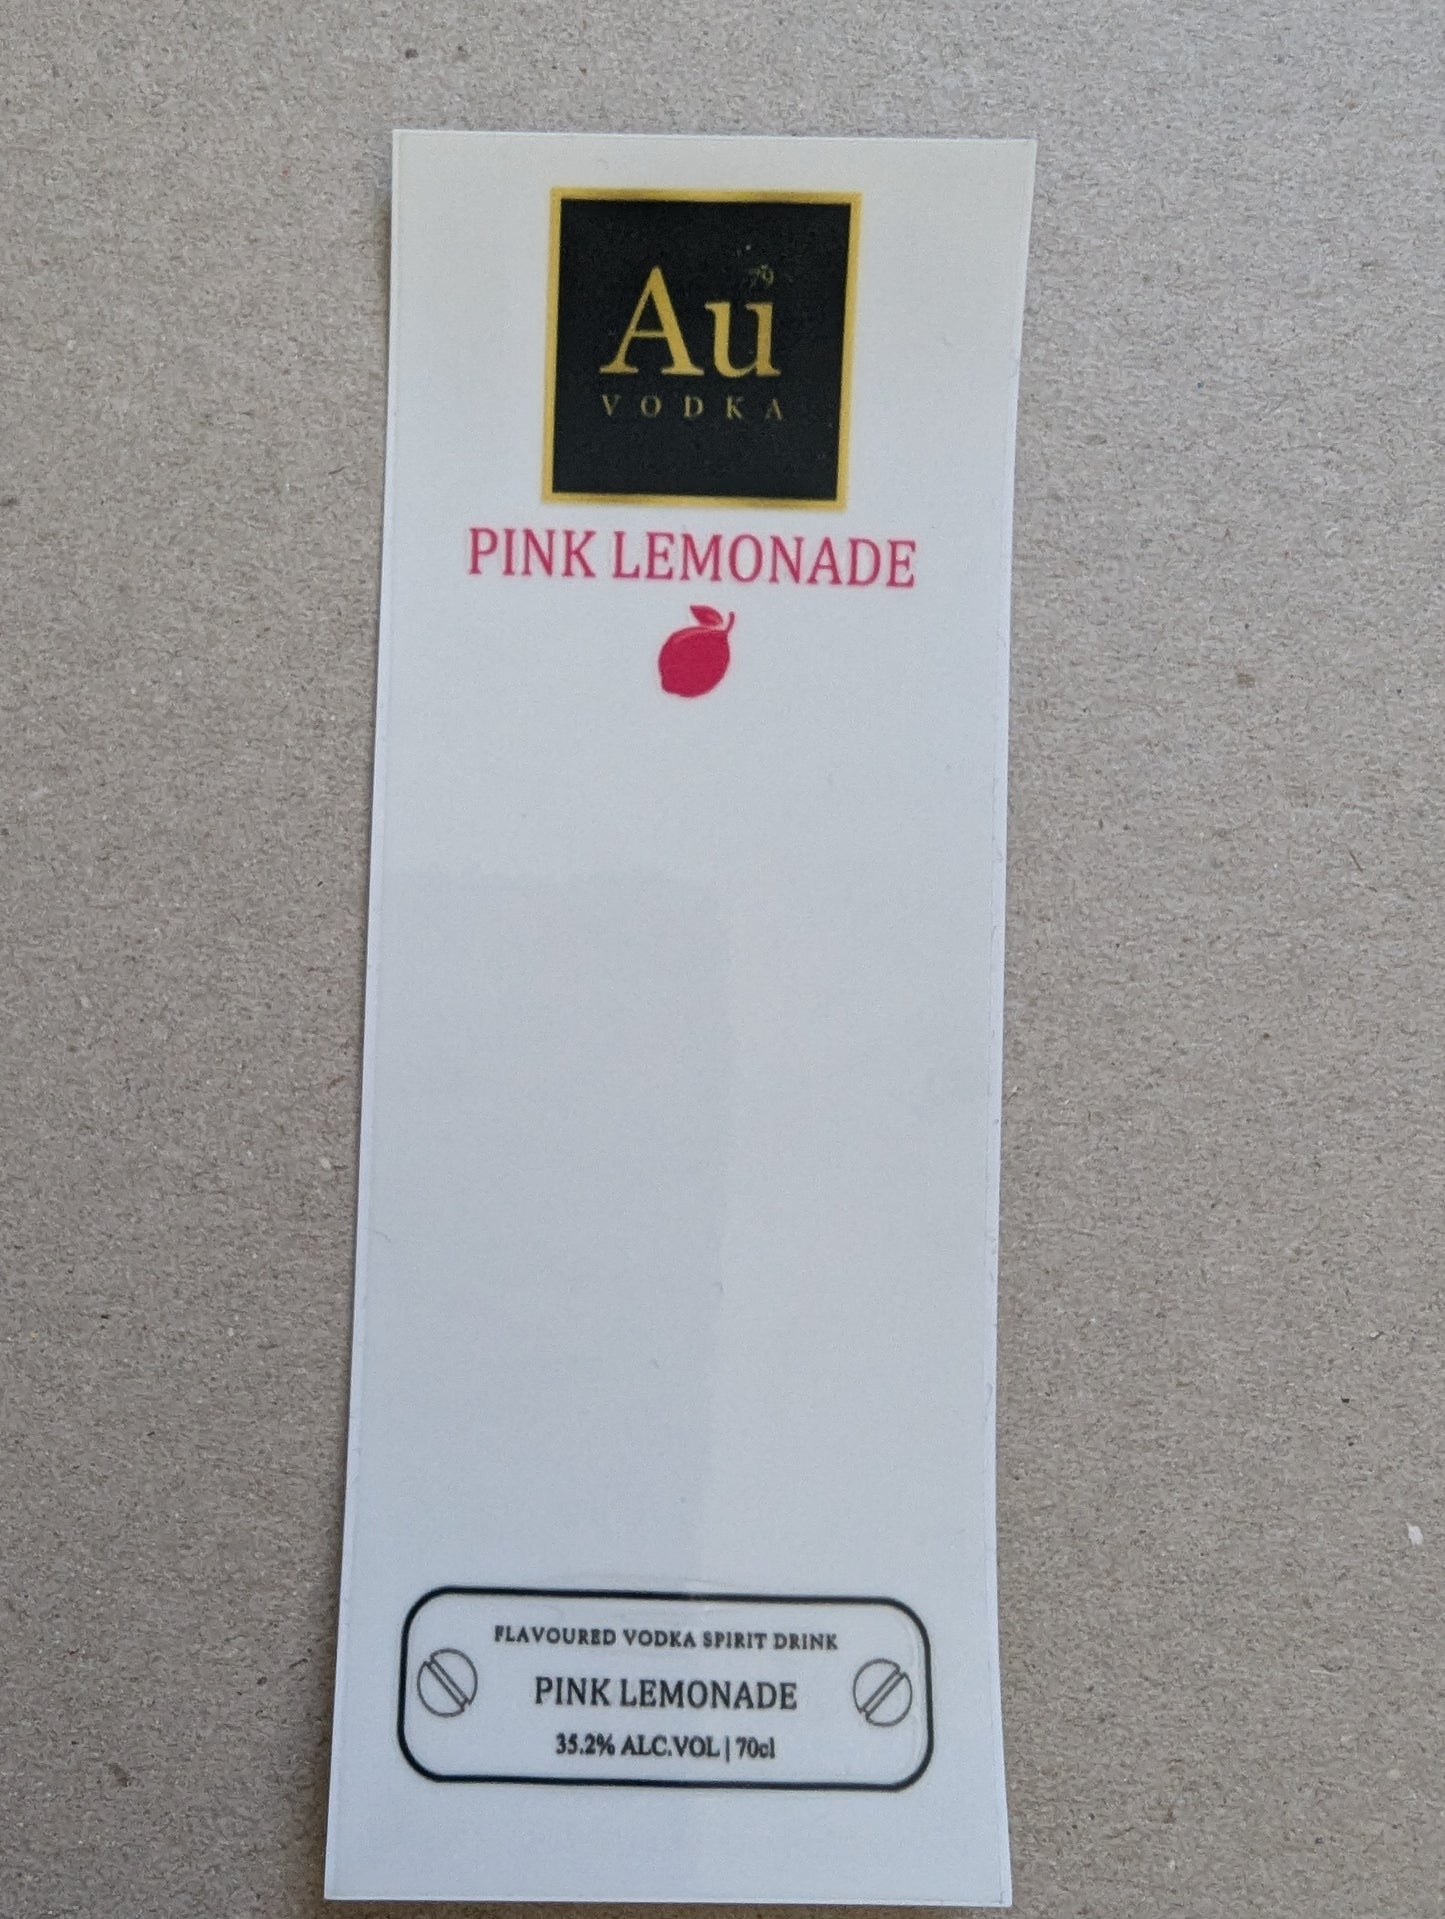 79
Au
VODKA
PINK LEMONADE
FLAVOURED VODKA SPIRIT DRINK
PINK LEMONADE
35.2% ALC.VOL | 70cl